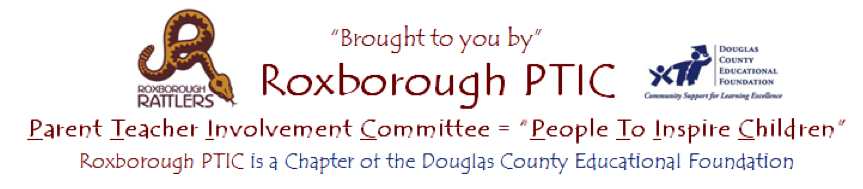 "Brought to you by"
ROXBOROUGH
RATTLERS
Roxborough PTIC
DOUGLAS
COUNTY
EDUCATIONAL
FOUNDATION
Community Support for Learning Excellence
Parent Teacher Involvement Committee = "People To Inspire Children"
Roxborough PTIC is a Chapter of the Douglas County Educational Foundation